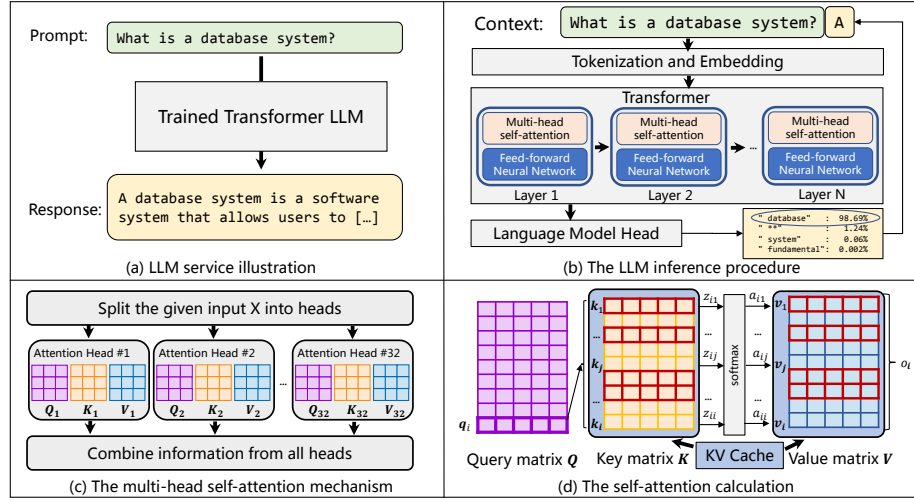 Prompt:
What is a database system?
Trained Transformer LLM
Response:
A database system is a software
system that allows users to […]
(a) LLM service illustration
Context:
What is a database system?
A
Tokenization and Embedding
Transformer
Multi-head
self-attention
Feed-forward
Neural Network
Layer 1
Multi-head
self-attention
Feed-forward
Neural Network
Layer 2
...
Multi-head
self-attention
Feed-forward
Neural Network
Layer N
Language Model Head
" database" : 98.69%
" **" : 1.24%
" system" : 0.06%
" fundamental": 0.002%
(b) The LLM inference procedure
Split the given input X into heads
Attention Head #1
Q₁ K₁ V₁
Attention Head #2
Q₂ K₂ V₂
...
Attention Head #32
Q₃₂ K₃₂ V₃₂
Combine information from all heads
(c) The multi-head self-attention mechanism
qᵢ
k₁
...
kⱼ
...
kᵢ
zᵢ₁
...
zᵢⱼ
...
zᵢᵢ
softmax
aᵢ₁
...
aᵢⱼ
...
aᵢᵢ
v₁
...
vⱼ
...
vᵢ
oᵢ
KV Cache
Query matrix Q
Key matrix K
Value matrix V
(d) The self-attention calculation